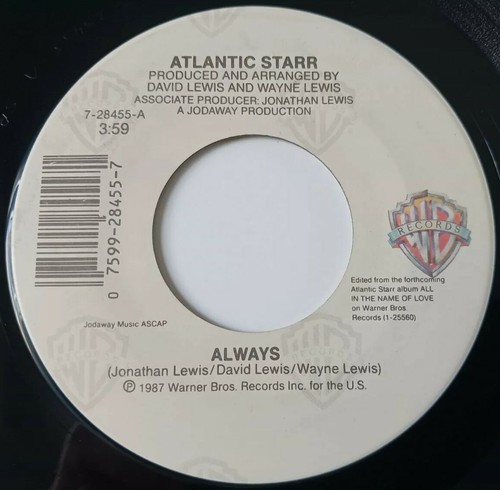 ATLANTIC STARR
PRODUCED AND ARRANGED BY
DAVID LEWIS AND WAYNE LEWIS
ASSOCIATE PRODUCER: JONATHAN LEWIS
A JODAWAY PRODUCTION
7-28455-A
3:59
0 7599-28455-7
WB
RECORDS
Edited from the forthcoming
Atlantic Starr album ALL
IN THE NAME OF LOVE
on Warner Bros.
Records (1-25560)
Jodaway Music ASCAP
ALWAYS
(Jonathan Lewis/David Lewis/Wayne Lewis)
℗ 1987 Warner Bros. Records Inc. for the U.S.